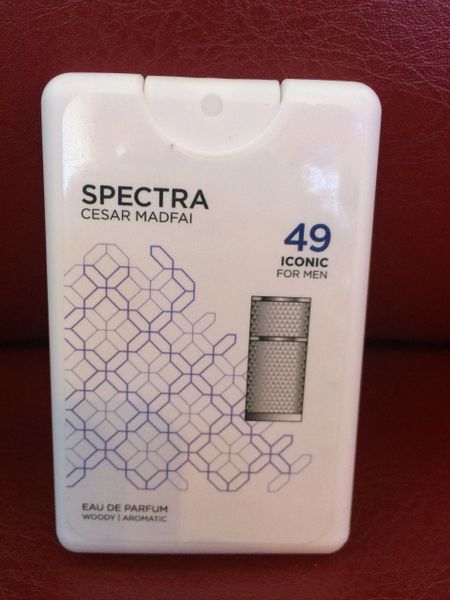 SPECTRA
CESAR MADFAI
49
ICONIC
FOR MEN
EAU DE PARFUM
WOODY | AROMATIC